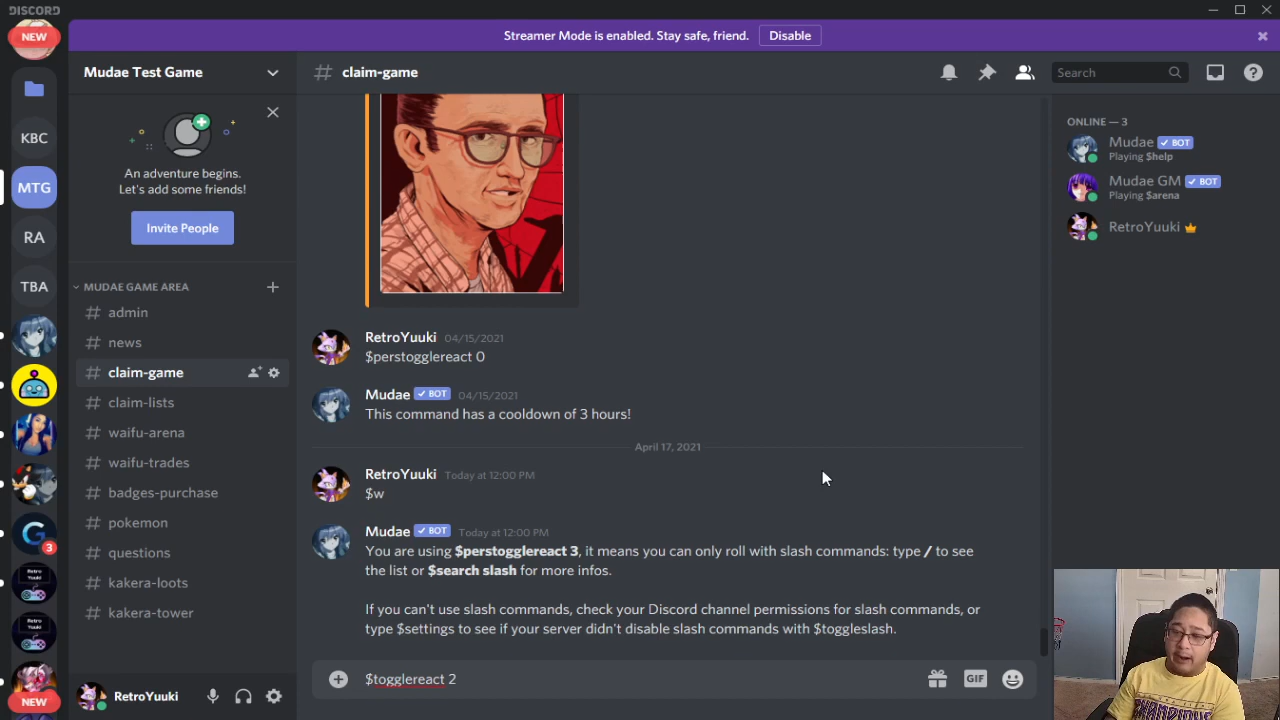 DISCORD
NEW
Streamer Mode is enabled. Stay safe, friend.
Disable
Mudae Test Game
claim-game
Search
KBC
MTG
RA
TBA
3
NEW
An adventure begins.
Let's add some friends!
Invite People
MUDAE GAME AREA
admin
news
claim-game
claim-lists
waifu-arena
waifu-trades
badges-purchase
pokemon
questions
kakera-loots
kakera-tower
RetroYuuki
RetroYuuki 04/15/2021
$perstogglereact 0
Mudae BOT 04/15/2021
This command has a cooldown of 3 hours!
April 17, 2021
RetroYuuki Today at 12:00 PM
$w
Mudae BOT Today at 12:00 PM
You are using $perstogglereact 3, it means you can only roll with slash commands: type / to see
the list or $search slash for more infos.
If you can't use slash commands, check your Discord channel permissions for slash commands, or
type $settings to see if your server didn't disable slash commands with $toggleslash.
$togglereact 2
GIF
ONLINE — 3
Mudae BOT
Playing $help
Mudae GM BOT
Playing $arena
RetroYuuki